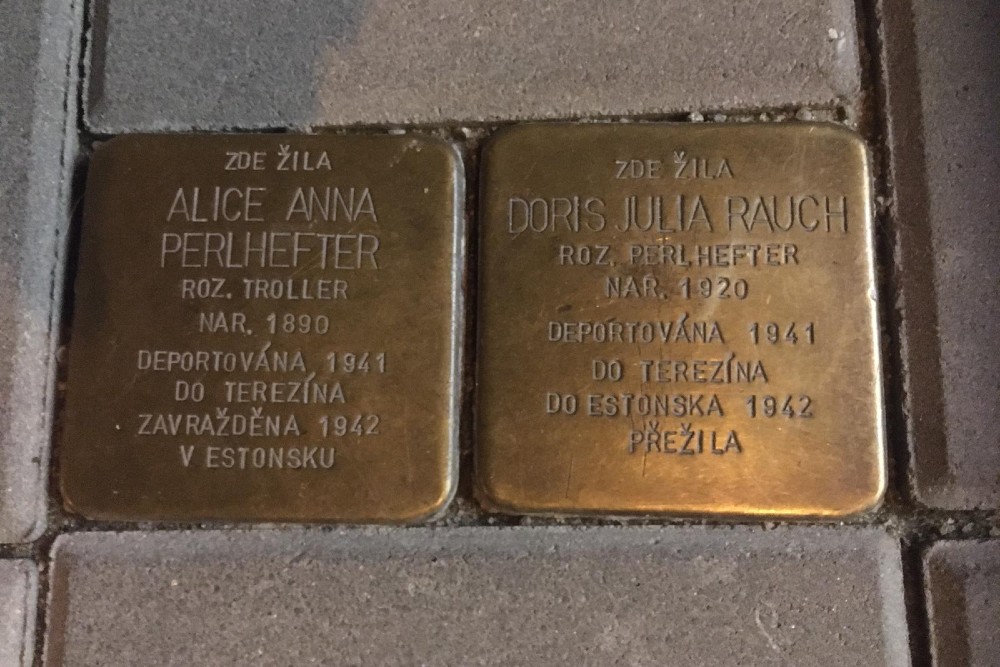 ZDE ŽILA
ALICE ANNA
PERLHEFTER
ROZ. TROLLER
NAR. 1890
DEPORTOVÁNA 1941
DO TEREZÍNA
ZAVRAŽDĚNA 1942
V ESTONSKU
ZDE ŽILA
DORIS JULIA RAUCH
ROZ. PERLHEFTER
NAR. 1920
DEPORTOVÁNA 1941
DO TEREZÍNA
DO ESTONSKA 1942
PŘEŽILA